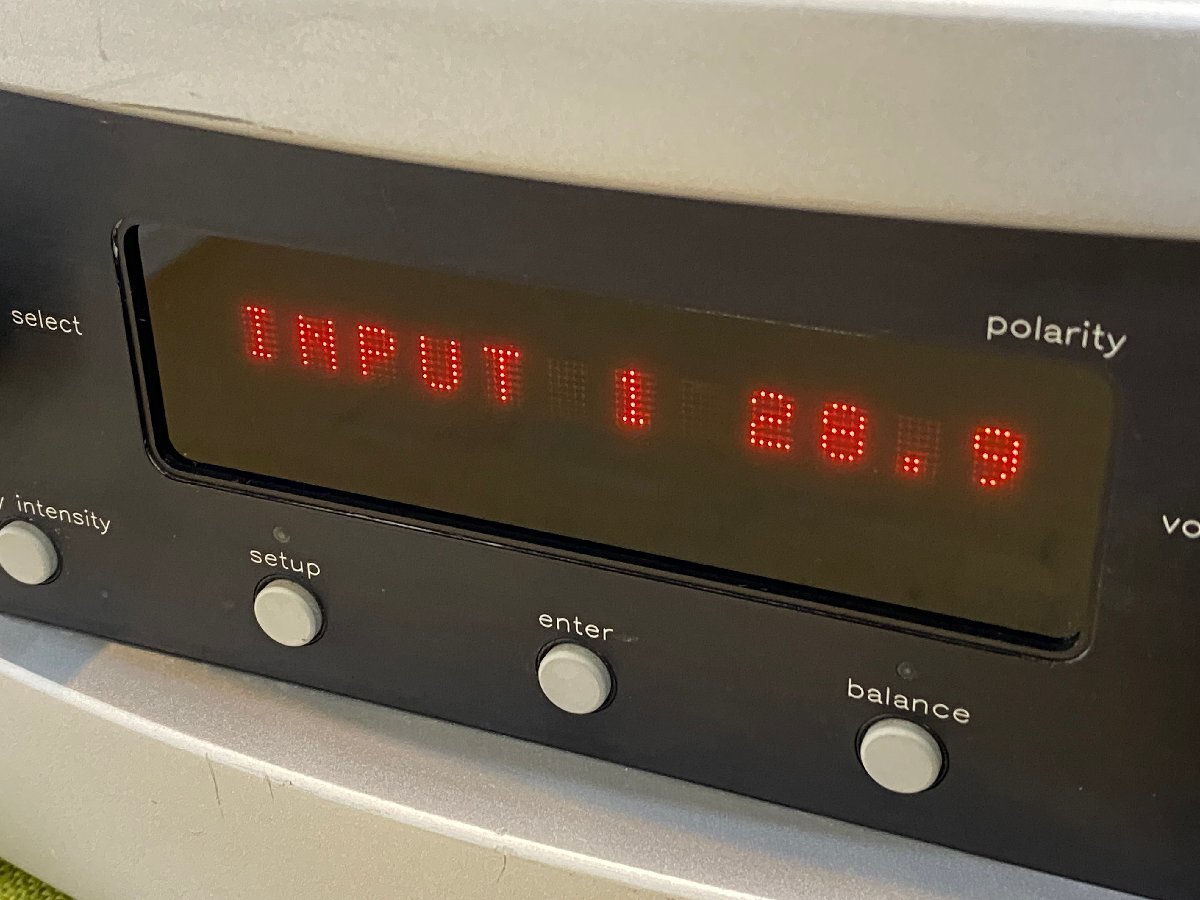 polarity
select
INPUT 1 28.9
intensity
setup
enter
balance